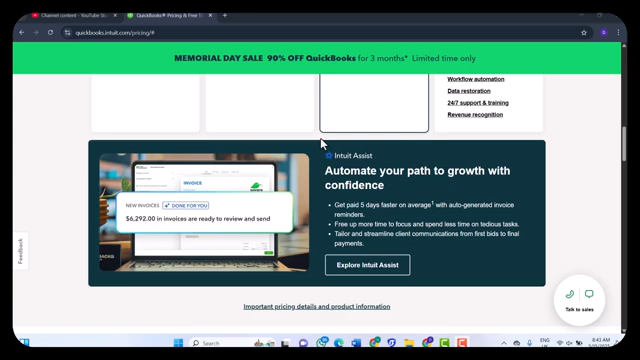 Channel content - YouTube St
QuickBooks® Pricing & Free T
quickbooks.intuit.com/pricing/#
MEMORIAL DAY SALE 90% OFF QuickBooks for 3 months* Limited time only
Workflow automation
Data restoration
24/7 support & training
Revenue recognition
Intuit Assist
Automate your path to growth with
confidence
• Get paid 5 days faster on average¹ with auto-generated invoice
reminders.
• Free up more time to focus and spend less time on tedious tasks.
• Tailor and streamline client communications from first bids to final
payments.
Explore Intuit Assist
INVOICE
NEW INVOICES DONE FOR YOU
$6,292.00 in invoices are ready to review and send
Feedback
Talk to sales
Important pricing details and product information
Search
ENG
8:43 AM